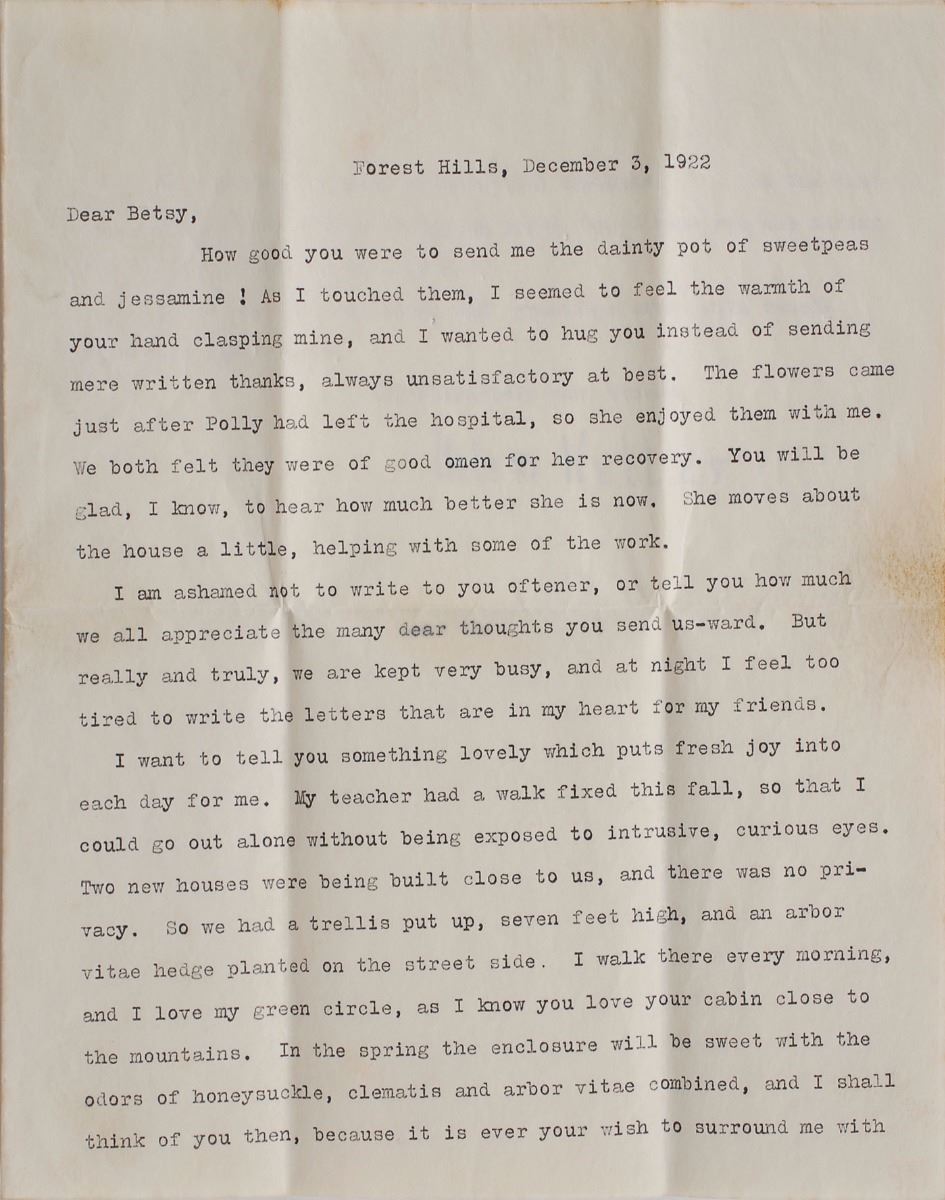 Forest Hills, December 3, 1922
Dear Betsy,
How good you were to send me the dainty pot of sweetpeas
and jessamine ! As I touched them, I seemed to feel the warmth of
your hand clasping mine, and I wanted to hug you instead of sending
mere written thanks, always unsatisfactory at best. The flowers came
just after Polly had left the hospital, so she enjoyed them with me.
We both felt they were of good omen for her recovery. You will be
glad, I know, to hear how much better she is now. She moves about
the house a little, helping with some of the work.
I am ashamed not to write to you oftener, or tell you how much
we all appreciate the many dear thoughts you send us-ward. But
really and truly, we are kept very busy, and at night I feel too
tired to write the letters that are in my heart for my friends.
I want to tell you something lovely which puts fresh joy into
each day for me. My teacher had a walk fixed this fall, so that I
could go out alone without being exposed to intrusive, curious eyes.
Two new houses were being built close to us, and there was no pri-
vacy. So we had a trellis put up, seven feet high, and an arbor
vitae hedge planted on the street side. I walk there every morning,
and I love my green circle, as I know you love your cabin close to
the mountains. In the spring the enclosure will be sweet with the
odors of honeysuckle, clematis and arbor vitae combined, and I shall
think of you then, because it is ever your wish to surround me with